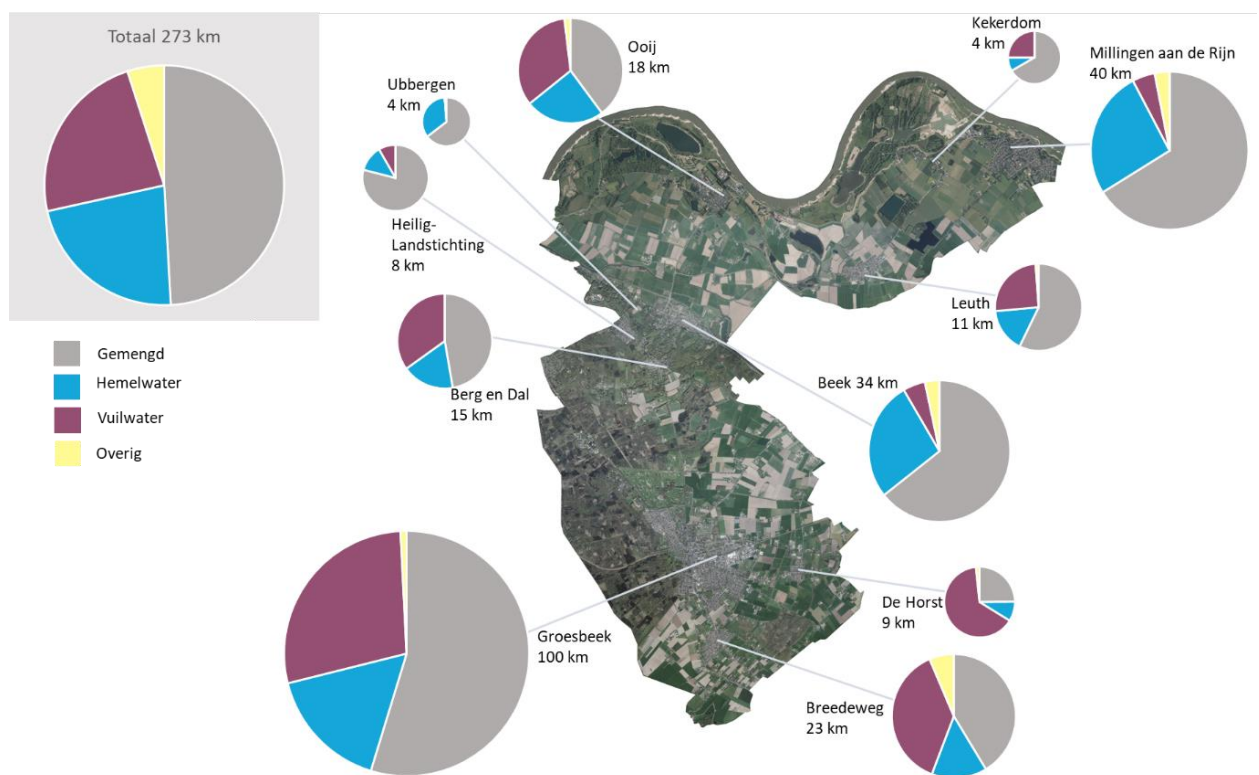 Totaal 273 km
Gemengd
Hemelwater
Vuilwater
Overig
Ooij
18 km
Kekerdom
4 km
Millingen aan de Rijn
40 km
Ubbergen
4 km
Heilig-
Landstichting
8 km
Leuth
11 km
Berg en Dal
15 km
Beek 34 km
De Horst
9 km
Groesbeek
100 km
Breedeweg
23 km